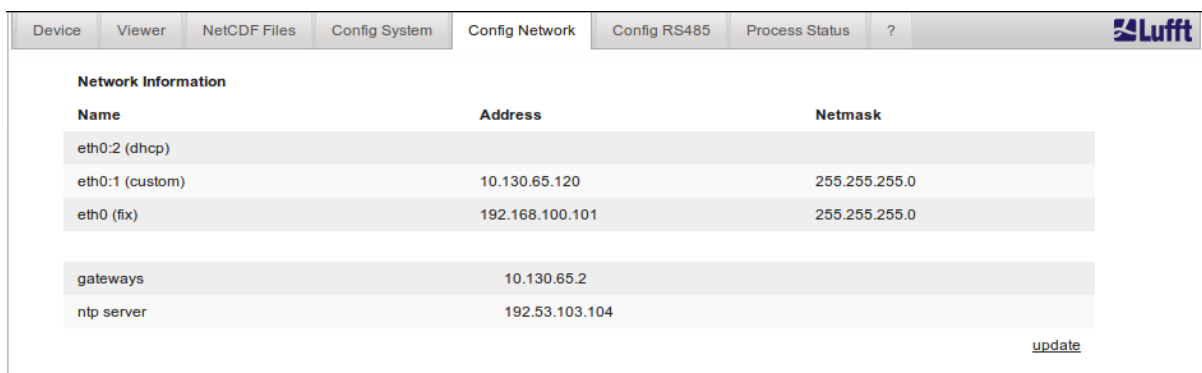 Device Viewer NetCDF Files Config System Config Network Config RS485 Process Status ? Lufft
Network Information
Name Address Netmask
eth0:2 (dhcp)
eth0:1 (custom) 10.130.65.120 255.255.255.0
eth0 (fix) 192.168.100.101 255.255.255.0
gateways 10.130.65.2
ntp server 192.53.103.104
update